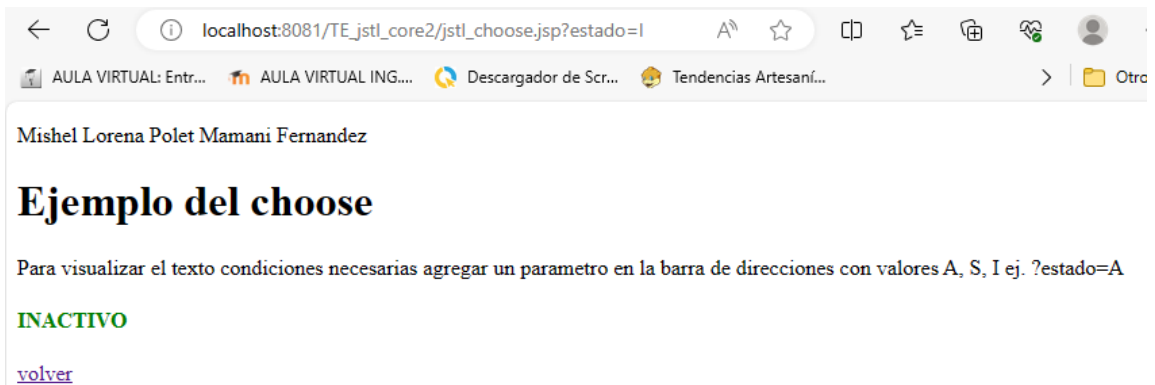 localhost:8081/TE_jstl_core2/jstl_choose.jsp?estado=I
AULA VIRTUAL: Entr... AULA VIRTUAL ING.... Descargador de Scr... Tendencias Artesaní... Otro
Mishel Lorena Polet Mamani Fernandez
Ejemplo del choose
Para visualizar el texto condiciones necesarias agregar un parametro en la barra de direcciones con valores A, S, I ej. ?estado=A
INACTIVO
volver